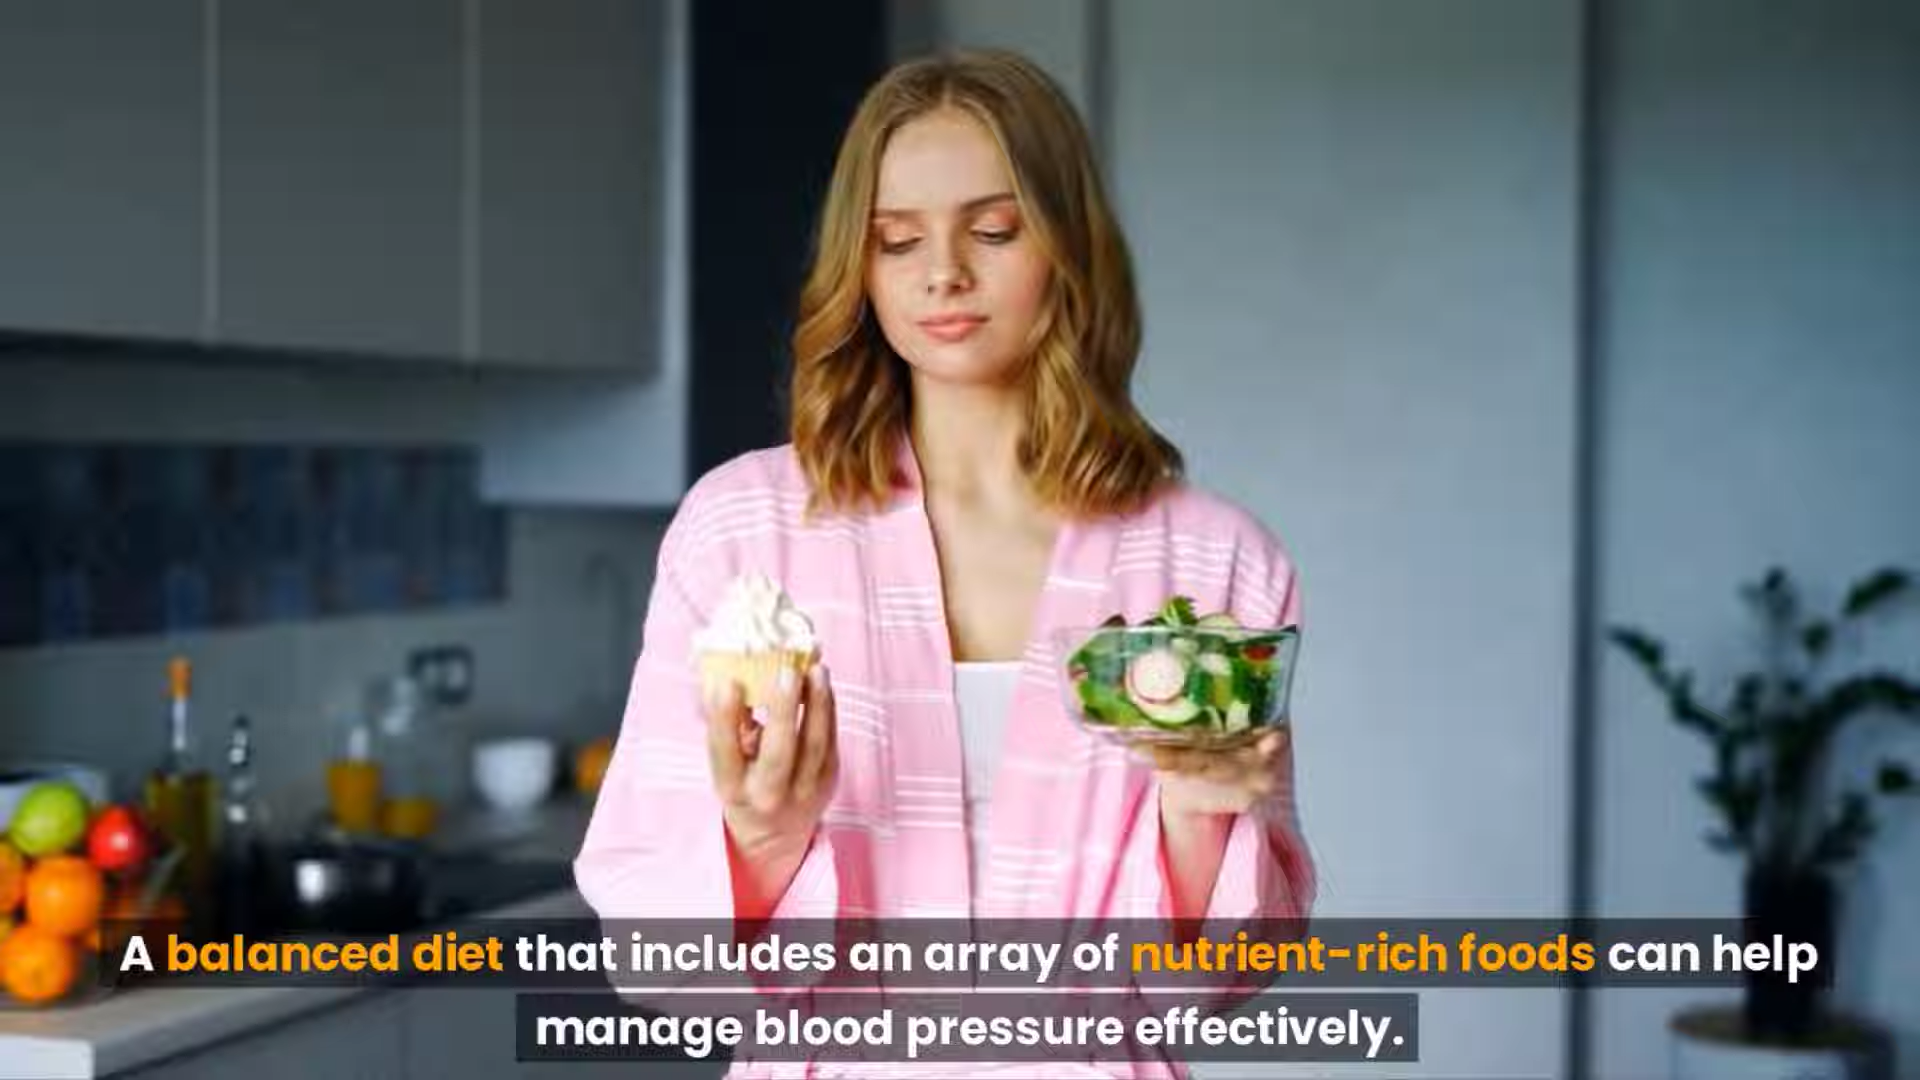 A balanced diet that includes an array of nutrient-rich foods can help
manage blood pressure effectively.